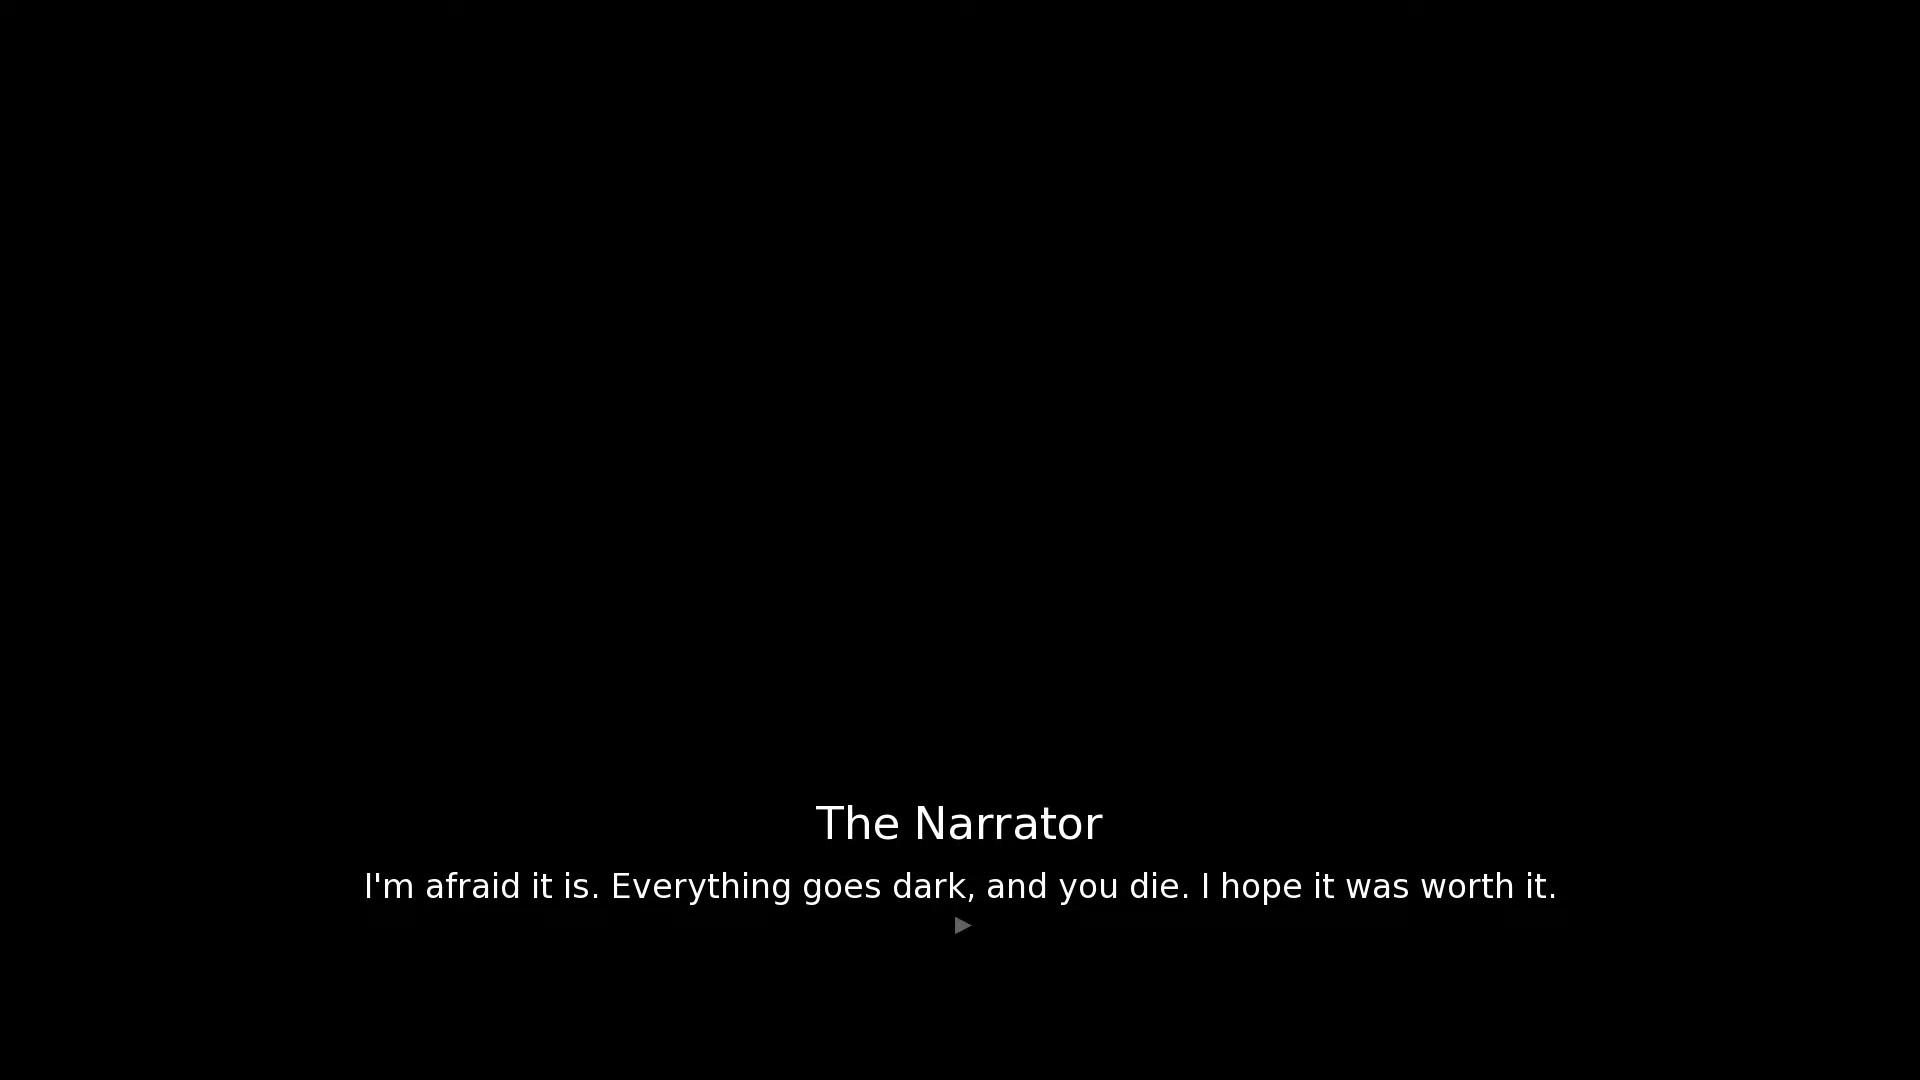 The Narrator
I'm afraid it is. Everything goes dark, and you die. I hope it was worth it.